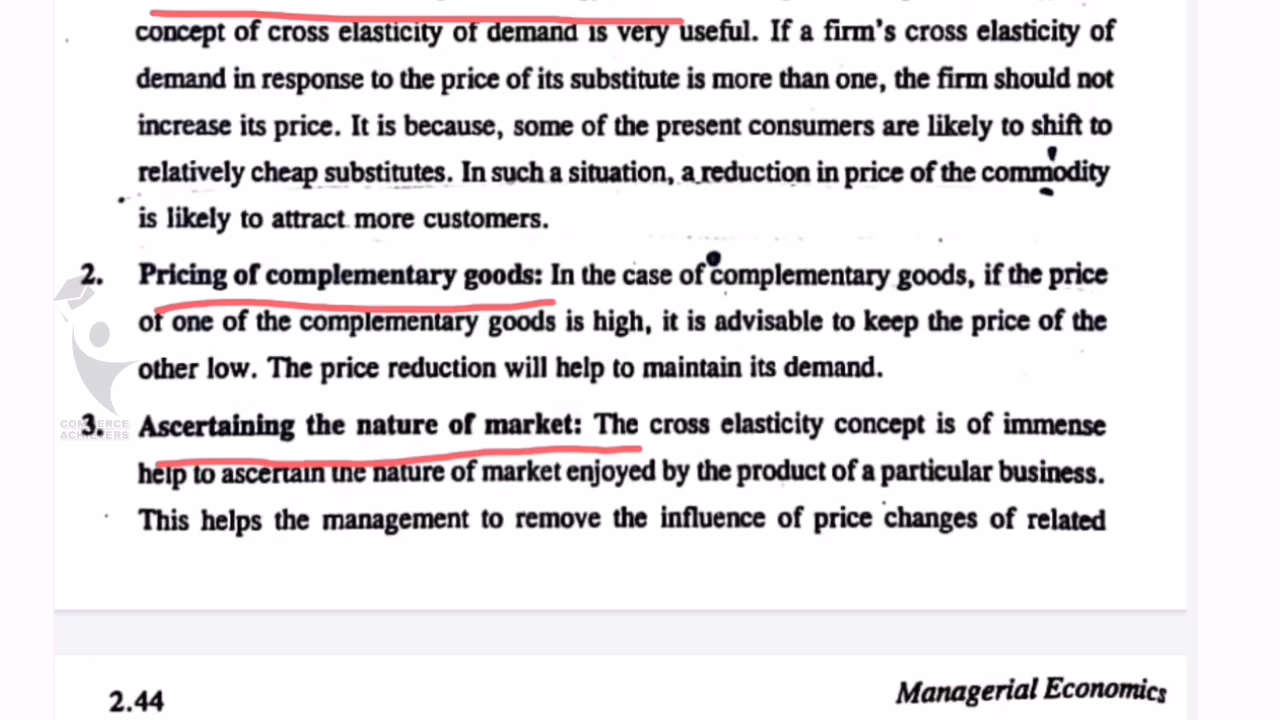 concept of cross elasticity of demand is very useful. If a firm's cross elasticity of
demand in response to the price of its substitute is more than one, the firm should not
increase its price. It is because, some of the present consumers are likely to shift to
relatively cheap substitutes. In such a situation, a reduction in price of the commodity
is likely to attract more customers.
2. Pricing of complementary goods: In the case of complementary goods, if the price
of one of the complementary goods is high, it is advisable to keep the price of the
other low. The price reduction will help to maintain its demand.
COMMERCE
ACHIEVERS
3. Ascertaining the nature of market: The cross elasticity concept is of immense
help to ascertain the nature of market enjoyed by the product of a particular business.
This helps the management to remove the influence of price changes of related
2.44
Managerial Economics